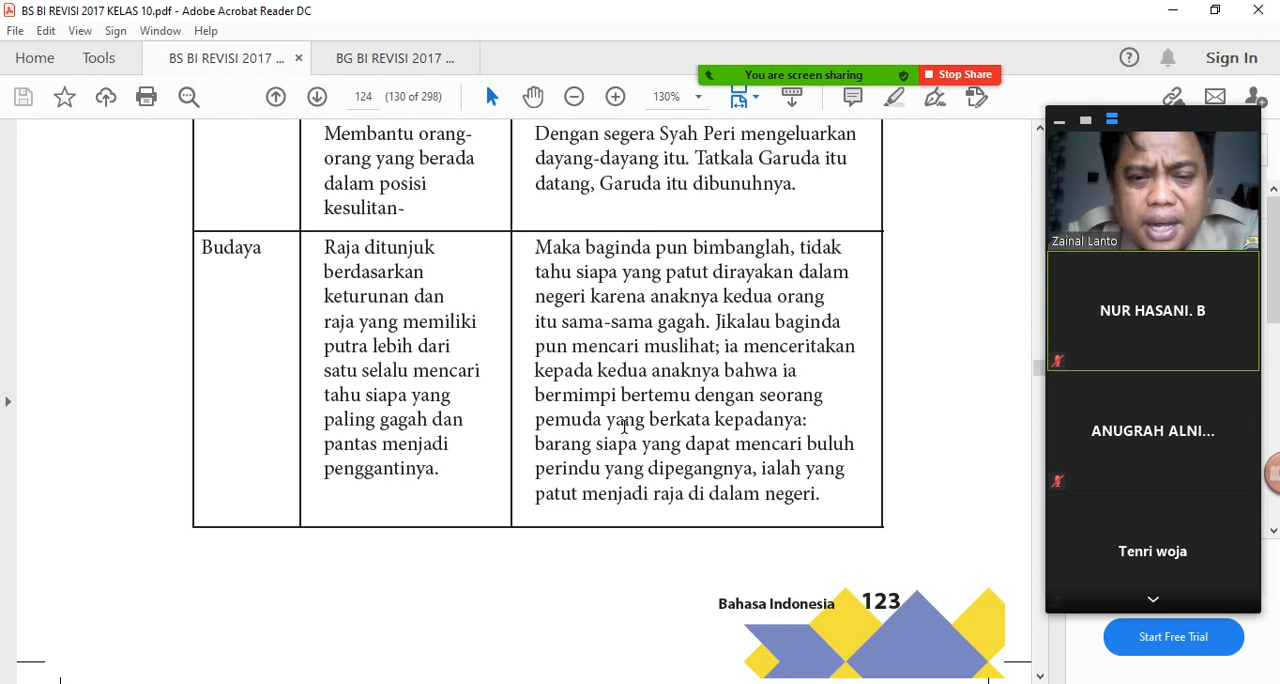 BS BI REVISI 2017 KELAS 10.pdf - Adobe Acrobat Reader DC
File Edit View Sign Window Help
Home Tools BS BI REVISI 2017 ... × BG BI REVISI 2017 ... Sign In
You are screen sharing Stop Share
124 (130 of 298) 130%
Membantu orang-
orang yang berada
dalam posisi
kesulitan-
Dengan segera Syah Peri mengeluarkan
dayang-dayang itu. Tatkala Garuda itu
datang, Garuda itu dibunuhnya.
Budaya
Raja ditunjuk
berdasarkan
keturunan dan
raja yang memiliki
putra lebih dari
satu selalu mencari
tahu siapa yang
paling gagah dan
pantas menjadi
penggantinya.
Maka baginda pun bimbanglah, tidak
tahu siapa yang patut dirayakan dalam
negeri karena anaknya kedua orang
itu sama-sama gagah. Jikalau baginda
pun mencari muslihat; ia menceritakan
kepada kedua anaknya bahwa ia
bermimpi bertemu dengan seorang
pemuda yang berkata kepadanya:
barang siapa yang dapat mencari buluh
perindu yang dipegangnya, ialah yang
patut menjadi raja di dalam negeri.
Bahasa Indonesia 123
Zainal Lanto
NUR HASANI. B
ANUGRAH ALNI...
Tenri woja
Start Free Trial